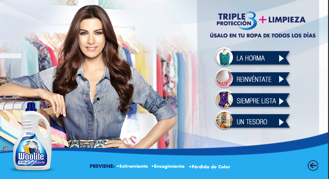 TRIPLE
PROTECCIÓN 3 + LIMPIEZA
ÚSALO EN TU ROPA DE TODOS LOS DÍAS
LA HORMA
REINVÉNTATE
SIEMPRE LISTA
UN TESORO
Woolite
PREVIENE: •Estiramiento •Encogimiento •Pérdida de Color